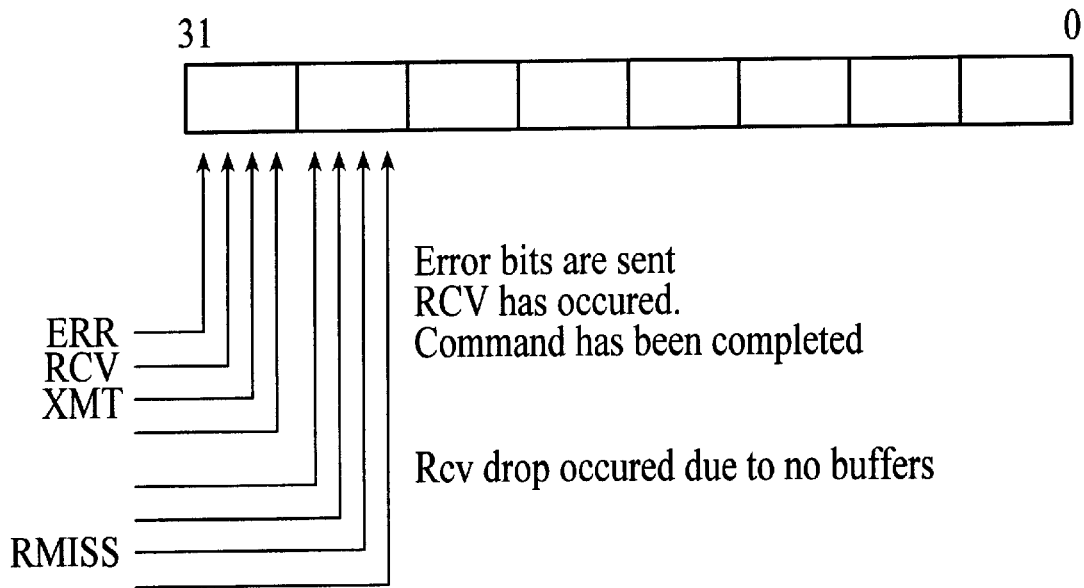 31 0
Error bits are sent
RCV has occured.
Command has been completed
ERR
RCV
XMT
Rcv drop occured due to no buffers
RMISS